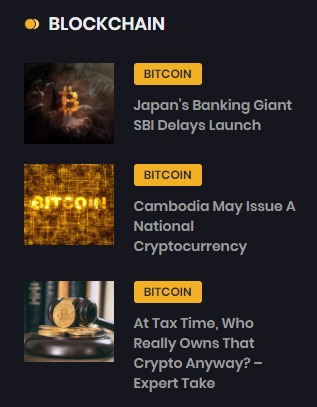 BLOCKCHAIN
BITCOIN
Japan's Banking Giant
SBI Delays Launch
BITCOIN
BITCOIN
Cambodia May Issue A
National
Cryptocurrency
BITCOIN
At Tax Time, Who
Really Owns That
Crypto Anyway? –
Expert Take